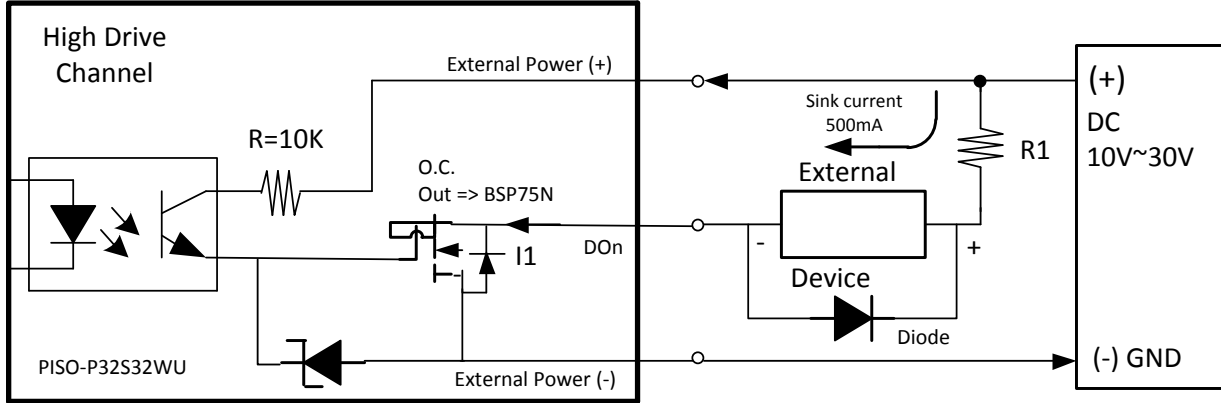 High Drive
Channel
External Power (+)
R=10K
O.C.
Out => BSP75N
I1
DOn
PISO-P32S32WU
External Power (-)
Sink current
500mA
R1
External
-
+
Device
Diode
(+)
DC
10V~30V
(-) GND